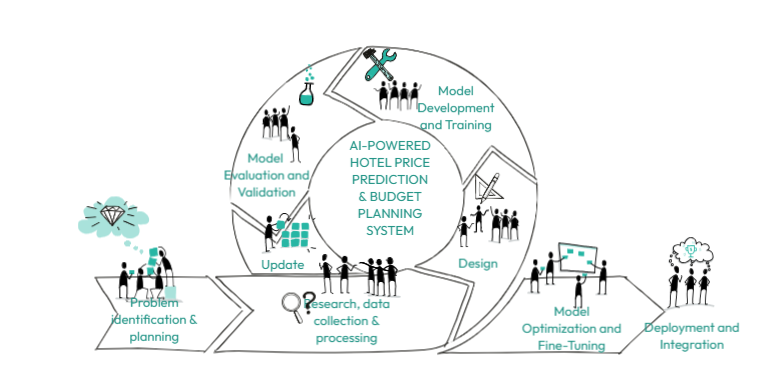 Model
Development
and Training
AI-POWERED
HOTEL PRICE
PREDICTION
& BUDGET
PLANNING
SYSTEM
Model
Evaluation and
Validation
Update
Design
Problem
identification &
planning
Research, data
collection &
processing
Model
Optimization and
Fine-Tuning
Deployment and
Integration